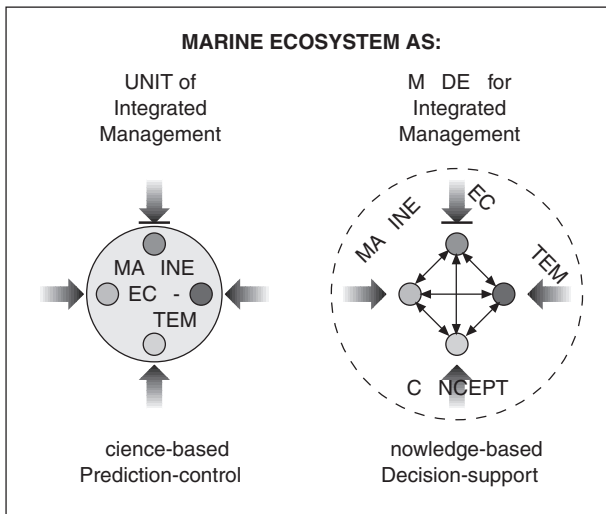 MARINE ECOSYSTEM AS:
UNIT of
Integrated
Management
M DE for
Integrated
Management
MA INE
EC -
TEM
MA INE
EC
TEM
C NCEPT
cience-based
Prediction-control
nowledge-based
Decision-support